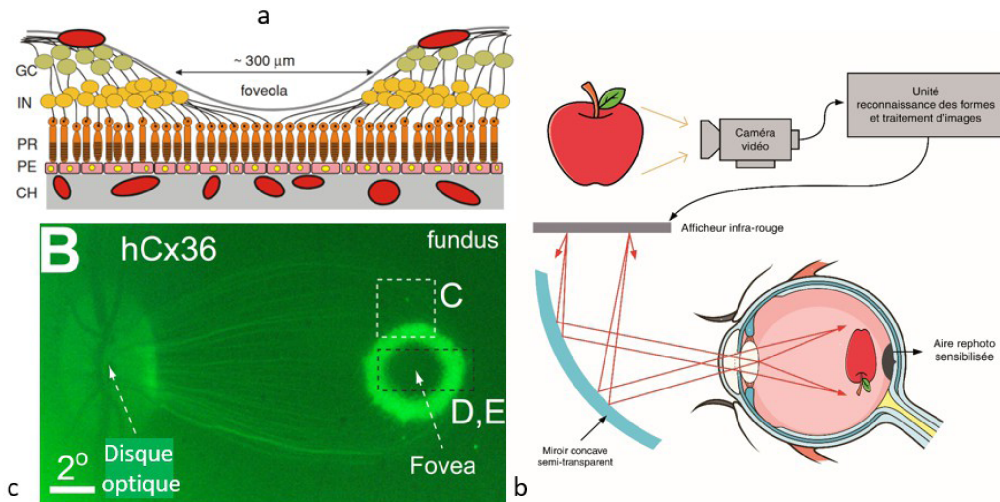 a
~ 300 μm
foveola
GC
IN
PR
PE
CH
Caméra
vidéo
Unité
reconnaissance des formes
et traitement d'images
Afficheur infra-rouge
Aire rephoto
sensibilisée
Miroir concave
semi-transparent
b
B
hCx36
fundus
C
D,E
Fovea
Disque
optique
2º
c